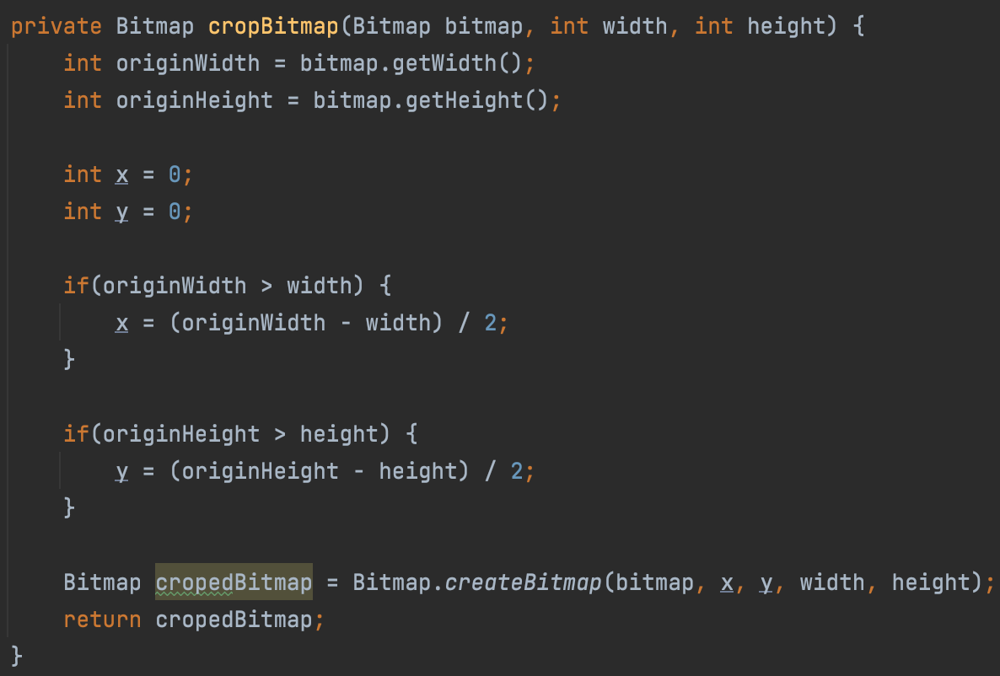 private Bitmap cropBitmap(Bitmap bitmap, int width, int height) {
    int originWidth = bitmap.getWidth();
    int originHeight = bitmap.getHeight();

    int x = 0;
    int y = 0;

    if(originWidth > width) {
        x = (originWidth - width) / 2;
    }

    if(originHeight > height) {
        y = (originHeight - height) / 2;
    }

    Bitmap cropedBitmap = Bitmap.createBitmap(bitmap, x, y, width, height);
    return cropedBitmap;
}